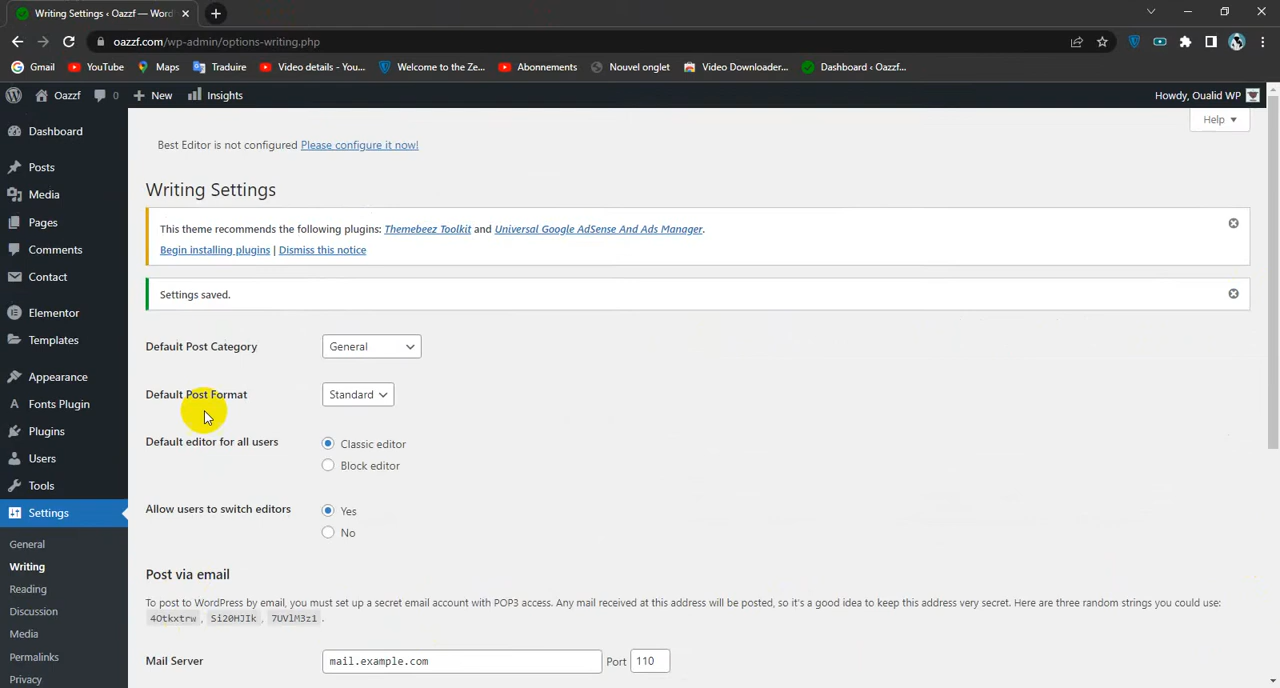 Writing Settings ‹ Oazzf — Word
oazzf.com/wp-admin/options-writing.php
Gmail YouTube Maps Traduire Video details - You... Welcome to the Ze... Abonnements Nouvel onglet Video Downloader... Dashboard ‹ Oazzf...
Oazzf 0 New Insights Howdy, Oualid WP
Help
Dashboard
Posts
Media
Pages
Comments
Contact
Elementor
Templates
Appearance
Fonts Plugin
Plugins
Users
Tools
Settings
General
Writing
Reading
Discussion
Media
Permalinks
Privacy
Best Editor is not configured Please configure it now!
Writing Settings
This theme recommends the following plugins: Themebeez Toolkit and Universal Google AdSense And Ads Manager.
Begin installing plugins | Dismiss this notice
Settings saved.
Default Post Category General
Default Post Format Standard
Default editor for all users Classic editor
Block editor
Allow users to switch editors Yes
No
Post via email
To post to WordPress by email, you must set up a secret email account with POP3 access. Any mail received at this address will be posted, so it's a good idea to keep this address very secret. Here are three random strings you could use:
4Otkxtrw , Si20HJIk , 7UVlM3z1 .
Mail Server mail.example.com Port 110